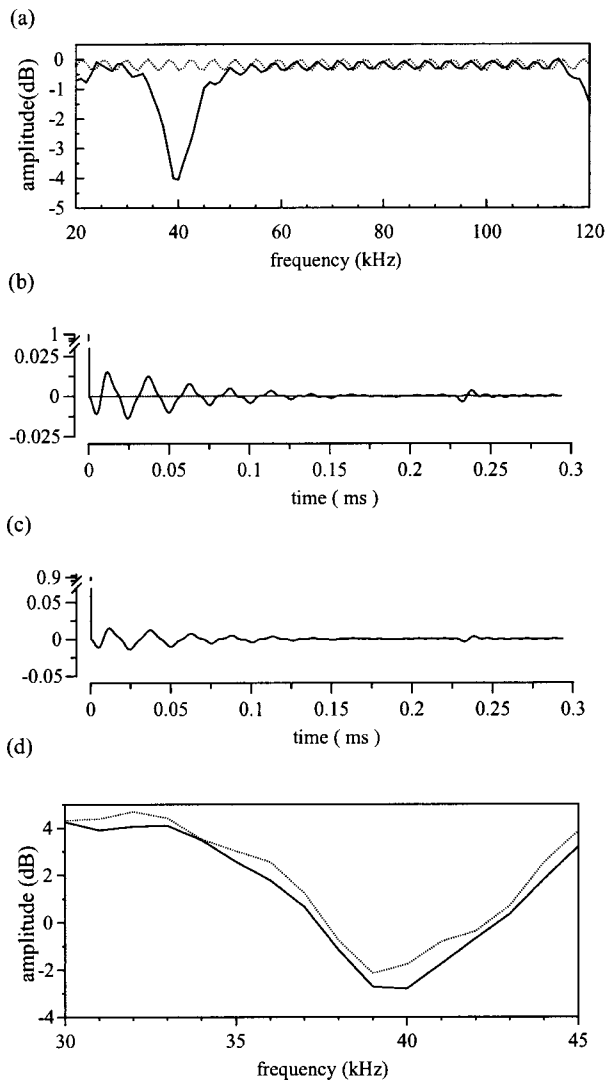 (a)
0
-1
-2
-3
-4
-5
amplitude(dB)
20 40 60 80 100 120
frequency (kHz)
(b)
1
0.025
0
-0.025
0 0.05 0.1 0.15 0.2 0.25 0.3
time ( ms )
(c)
0.9
0.05
0
-0.05
0 0.05 0.1 0.15 0.2 0.25 0.3
time ( ms )
(d)
4
2
0
-2
-4
amplitude (dB)
30 35 40 45
frequency (kHz)